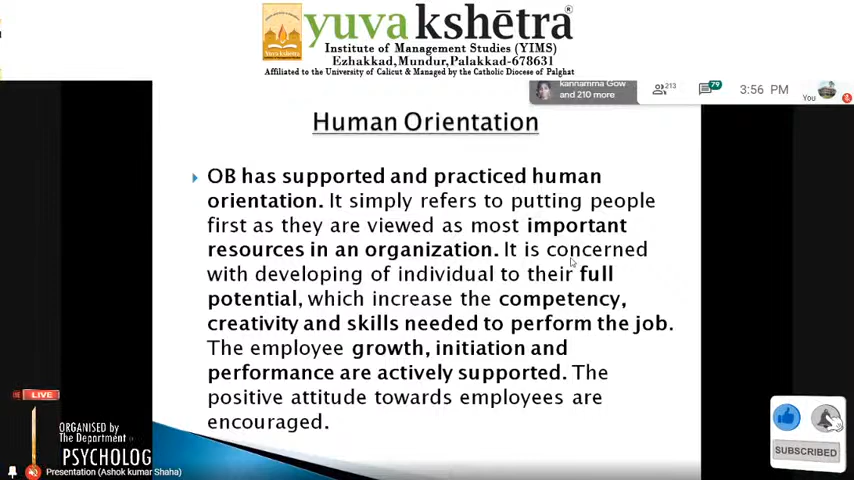 yuvakshētra®
Institute of Management Studies (YIMS)
Ezhakkad,Mundur,Palakkad-678631
Affiliated to the University of Calicut & Managed by the Catholic Diocese of Palghat
kannamma Gow
and 210 more
213
79
3:56 PM
You
Human Orientation
OB has supported and practiced human
orientation. It simply refers to putting people
first as they are viewed as most important
resources in an organization. It is concerned
with developing of individual to their full
potential, which increase the competency,
creativity and skills needed to perform the job.
The employee growth, initiation and
performance are actively supported. The
positive attitude towards employees are
encouraged.
LIVE
ORGANISED by
The Department of
PSYCHOLOG
Presentation (Ashok kumar Shaha)
SUBSCRIBED